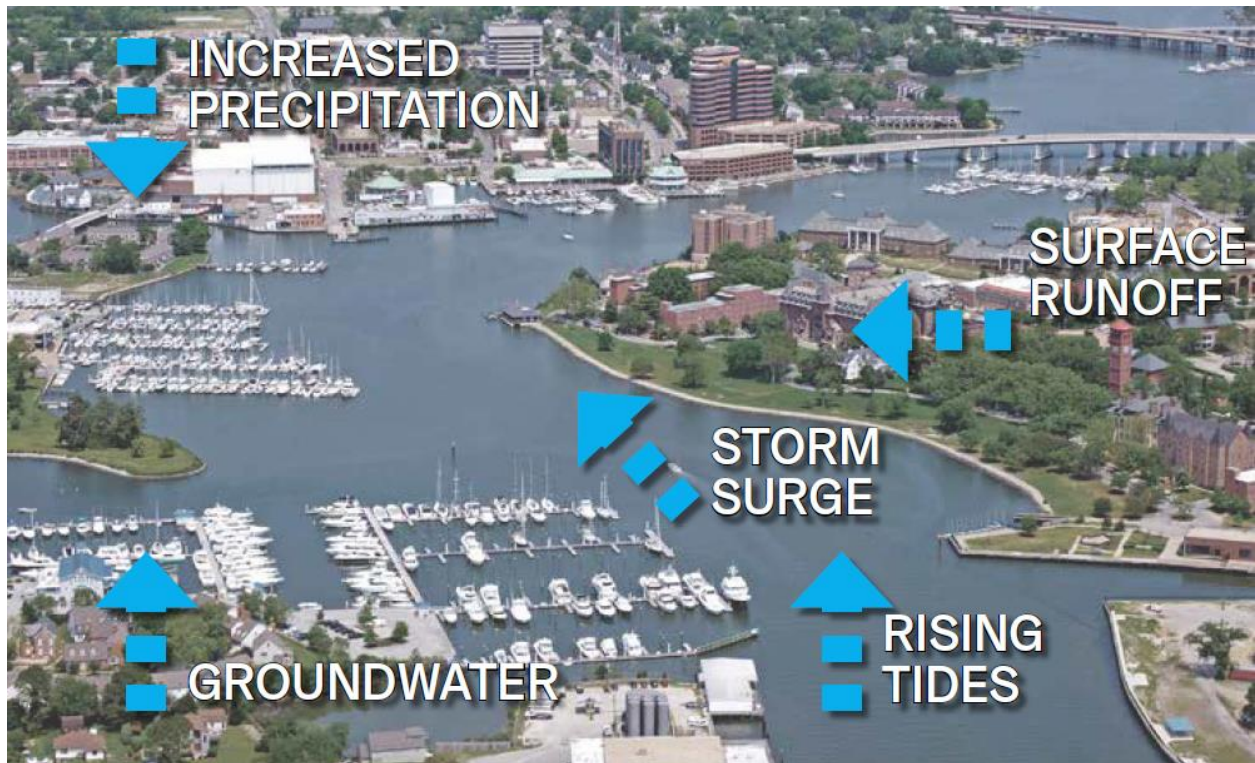 INCREASED
PRECIPITATION
SURFACE
RUNOFF
STORM
SURGE
RISING
TIDES
GROUNDWATER